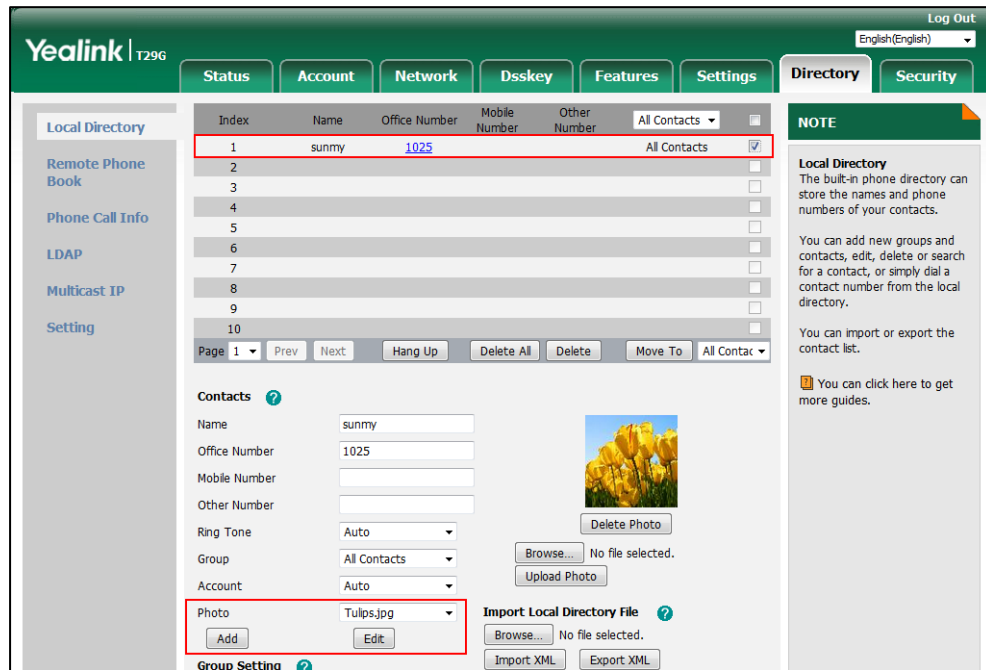 Log Out
Yealink T29G
English(English)
Status Account Network Dsskey Features Settings Directory Security
Local Directory
Remote Phone
Book
Phone Call Info
LDAP
Multicast IP
Setting
Index Name Office Number Mobile Number Other Number All Contacts
1 sunmy 1025 All Contacts
2
3
4
5
6
7
8
9
10
Page 1 Prev Next Hang Up Delete All Delete Move To All Contac
Contacts ?
Name sunmy
Office Number 1025
Mobile Number
Other Number
Ring Tone Auto
Group All Contacts
Account Auto
Photo Tulips.jpg
Add Edit
Group Setting ?
Delete Photo
Browse... No file selected.
Upload Photo
Import Local Directory File ?
Browse... No file selected.
Import XML Export XML
NOTE
Local Directory
The built-in phone directory can
store the names and phone
numbers of your contacts.
You can add new groups and
contacts, edit, delete or search
for a contact, or simply dial a
contact number from the local
directory.
You can import or export the
contact list.
? You can click here to get
more guides.